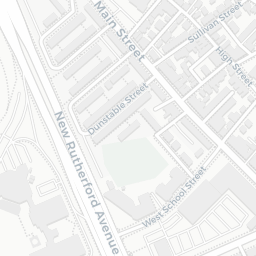 Main Street
Sullivan Street
High Street
Dunstable Street
New Rutherford Avenue
West School Street